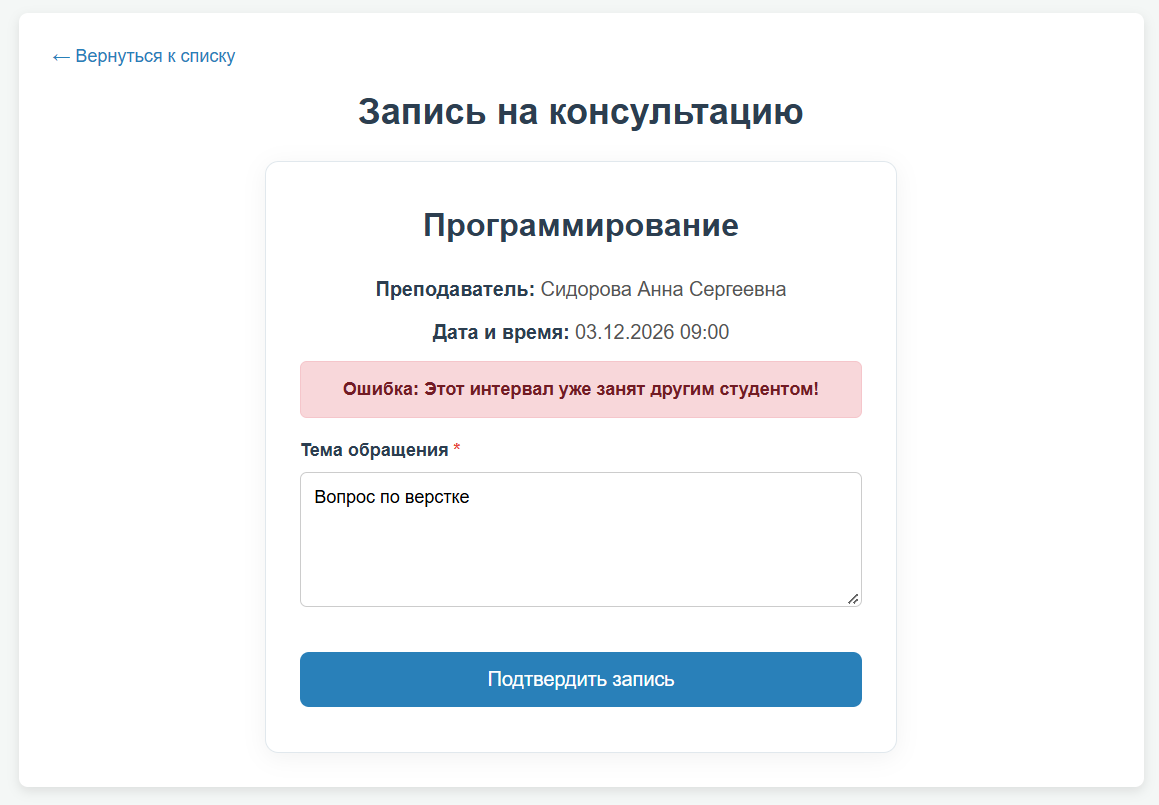 ← Вернуться к списку
Запись на консультацию
Программирование
Преподаватель: Сидорова Анна Сергеевна
Дата и время: 03.12.2026 09:00
Ошибка: Этот интервал уже занят другим студентом!
Тема обращения *
Вопрос по верстке
Подтвердить запись